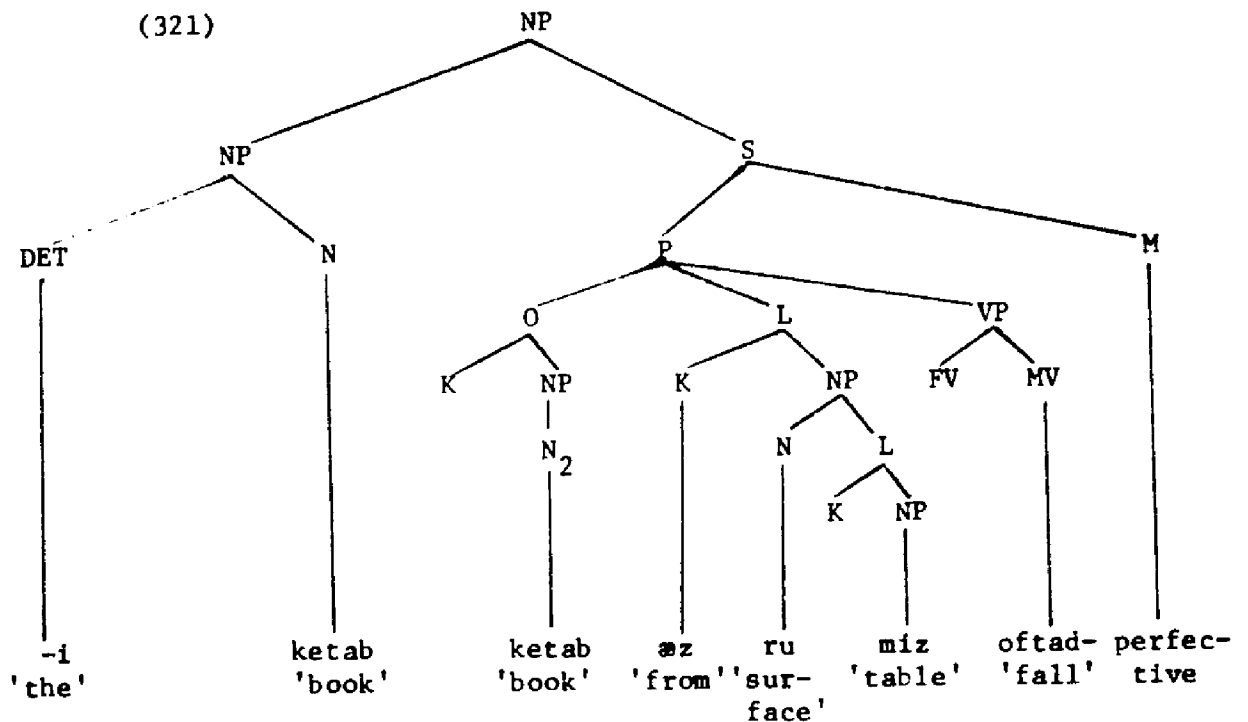 (321)
NP
NP S
DET N P M
O L VP
K NP K NP FV MV
N₂ N L
K NP
-i ketab ketab æz ru miz oftad- perfec-
'the' 'book' 'book' 'from' 'sur- 'table' 'fall' tive
face'